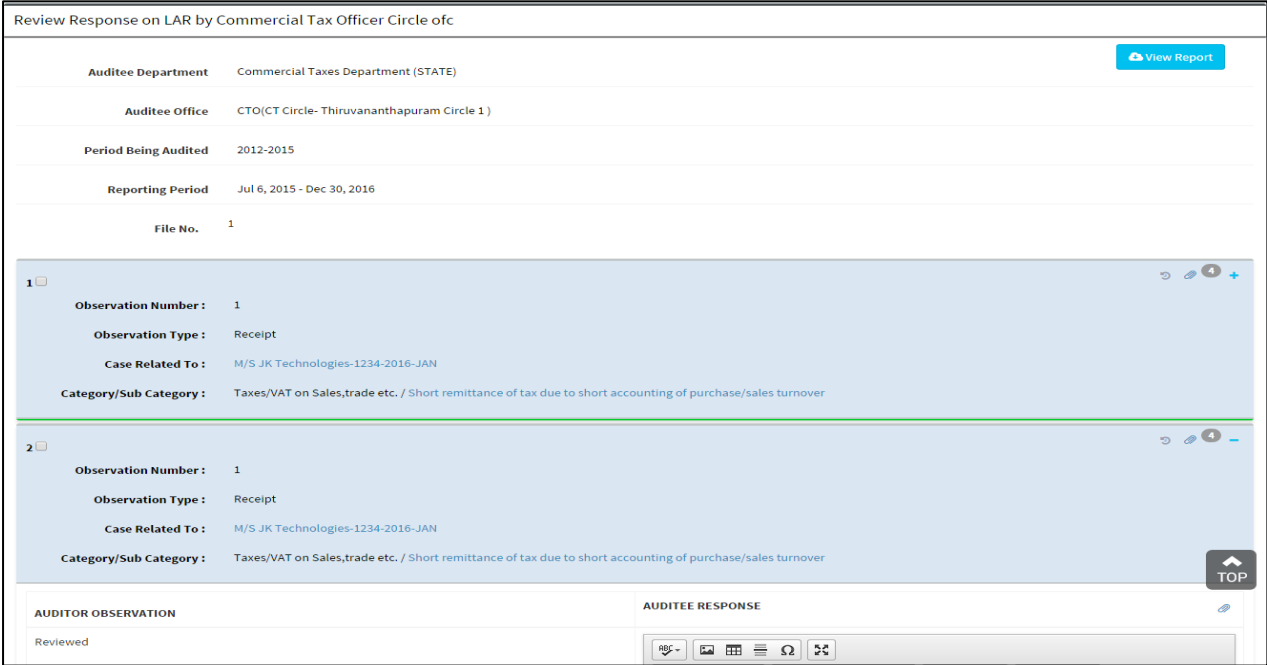 Review Response on LAR by Commercial Tax Officer Circle ofc
View Report
Auditee Department Commercial Taxes Department (STATE)
Auditee Office CTO(CT Circle- Thiruvananthapuram Circle 1 )
Period Being Audited 2012-2015
Reporting Period Jul 6, 2015 - Dec 30, 2016
File No. 1
1 4 +
Observation Number : 1
Observation Type : Receipt
Case Related To : M/S JK Technologies-1234-2016-JAN
Category/Sub Category : Taxes/VAT on Sales,trade etc. / Short remittance of tax due to short accounting of purchase/sales turnover
2 4 −
Observation Number : 1
Observation Type : Receipt
Case Related To : M/S JK Technologies-1234-2016-JAN
Category/Sub Category : Taxes/VAT on Sales,trade etc. / Short remittance of tax due to short accounting of purchase/sales turnover
TOP
AUDITOR OBSERVATION AUDITEE RESPONSE
Reviewed ABC Ω